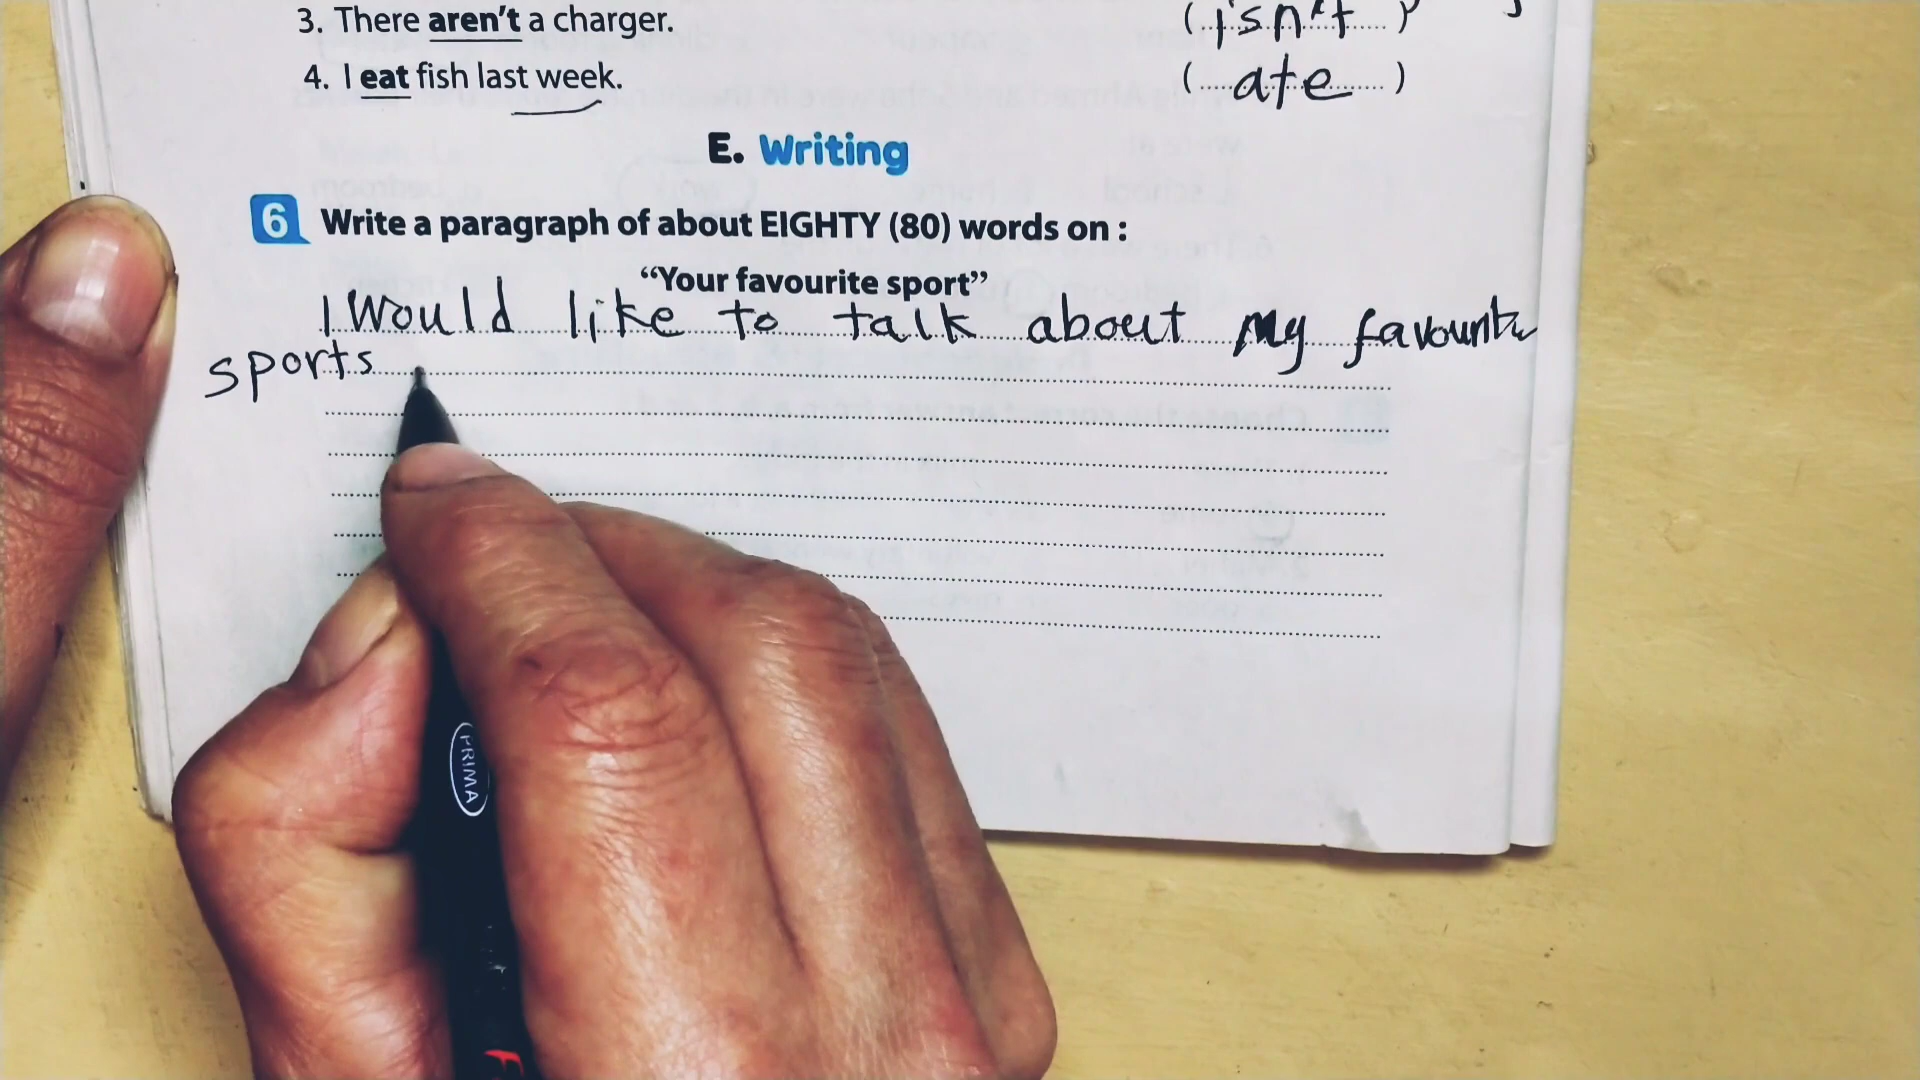 3. There aren't a charger. (isn't)
4. I eat fish last week. (ate)
E. Writing
6 Write a paragraph of about EIGHTY (80) words on :
“Your favourite sport”
I Would like to talk about My favourite
sports
PRIMA